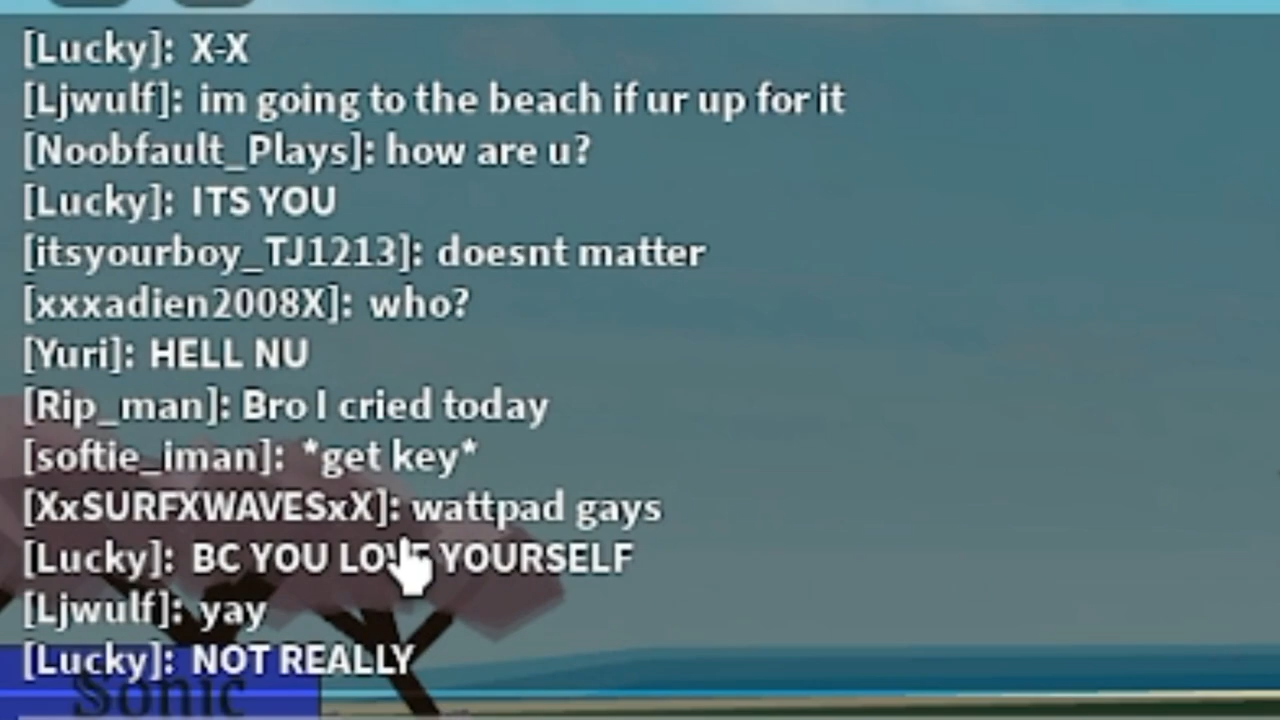 [Lucky]: X-X
[Ljwulf]: im going to the beach if ur up for it
[Noobfault_Plays]: how are u?
[Lucky]: ITS YOU
[itsyourboy_TJ1213]: doesnt matter
[xxxadien2008X]: who?
[Yuri]: HELL NU
[Rip_man]: Bro I cried today
[softie_iman]: *get key*
[XxSURFXWAVESxX]: wattpad gays
[Lucky]: BC YOU LOVE YOURSELF
[Ljwulf]: yay
[Lucky]: NOT REALLY
Sonic